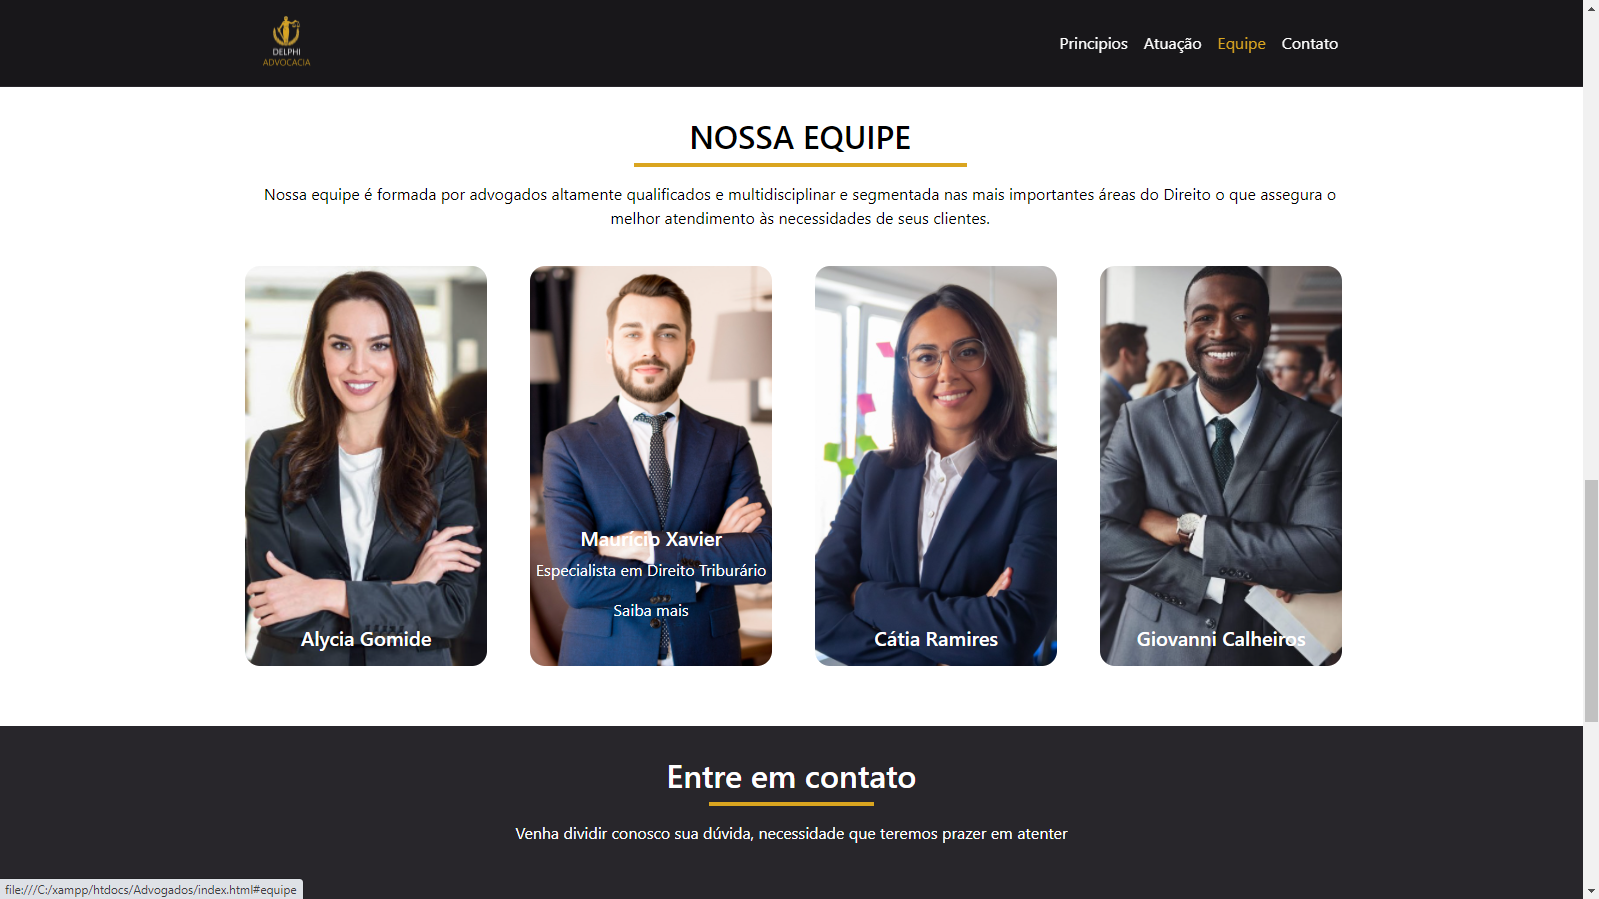 DELPHI
ADVOCACIA
Principios Atuação Equipe Contato
NOSSA EQUIPE
Nossa equipe é formada por advogados altamente qualificados e multidisciplinar e segmentada nas mais importantes áreas do Direito o que assegura o
melhor atendimento às necessidades de seus clientes.
Maurício Xavier
Especialista em Direito Triburário
Saiba mais
Alycia Gomide
Cátia Ramires
Giovanni Calheiros
Entre em contato
Venha dividir conosco sua dúvida, necessidade que teremos prazer em atenter
file:///C:/xampp/htdocs/Advogados/index.html#equipe